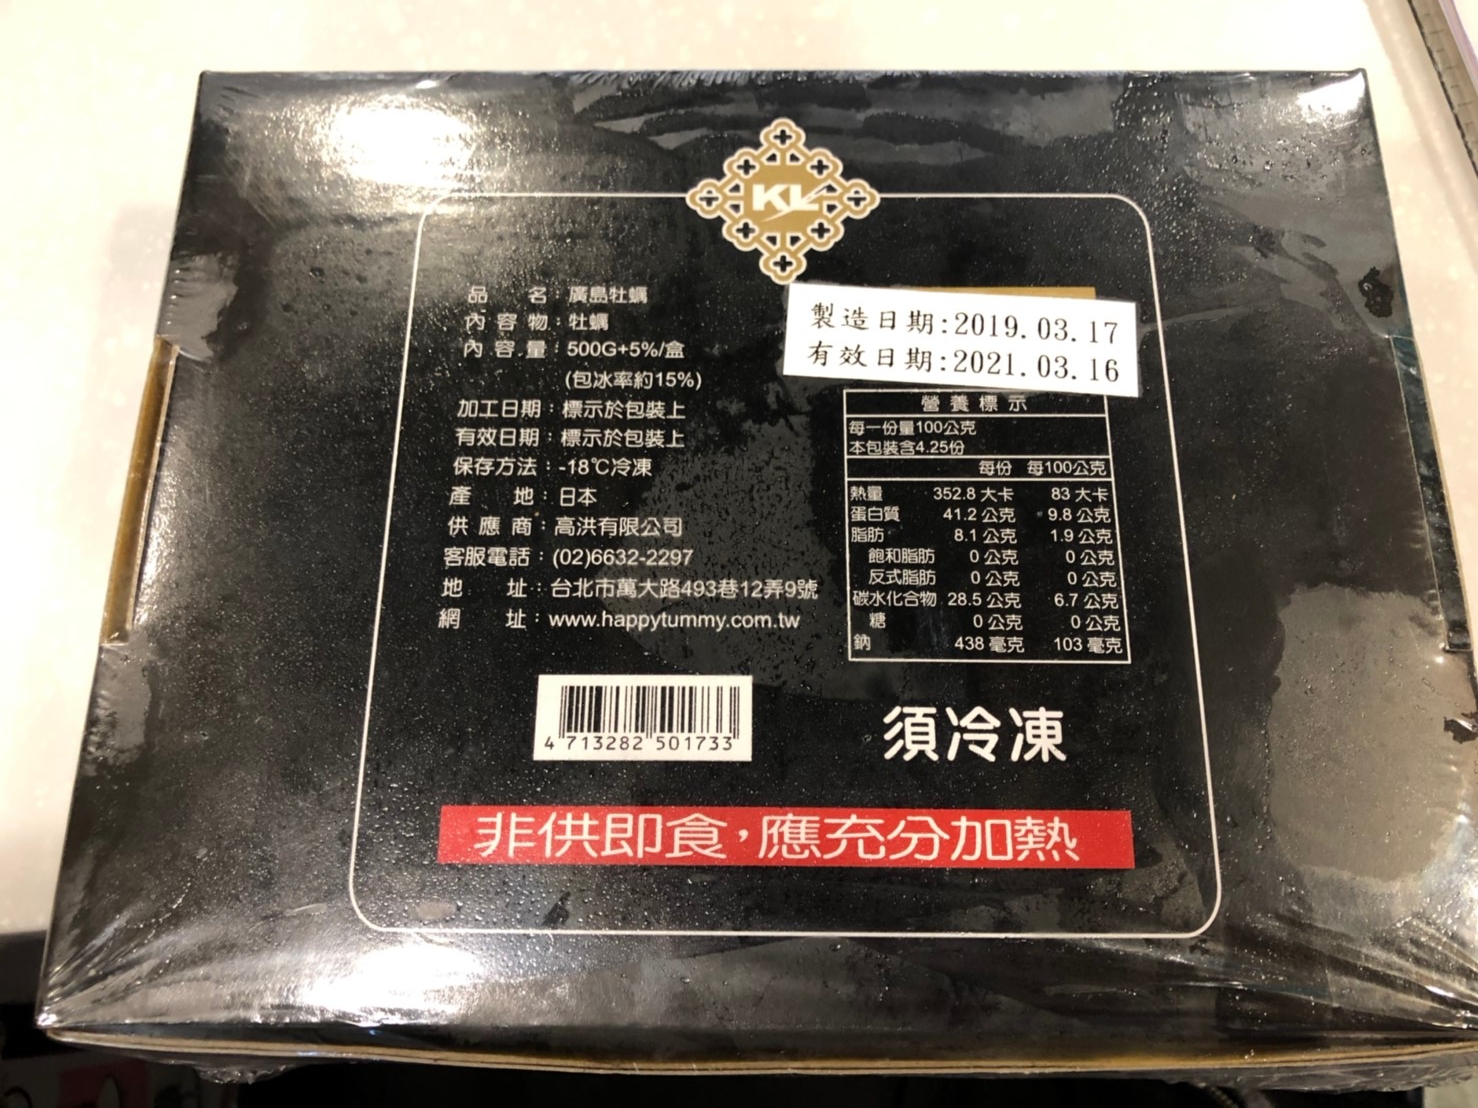 KL
品 名：廣島牡蠣
內 容 物：牡蠣
內 容 量：500G+5%/盒
(包冰率約15%)
加工日期：標示於包裝上
有效日期：標示於包裝上
保存方法：-18℃冷凍
產 地：日本
供 應 商：高洪有限公司
客服電話：(02)6632-2297
地 址：台北市萬大路493巷12弄9號
網 址：www.happytummy.com.tw
4 713282 501733
製造日期:2019.03.17
有效日期:2021.03.16
營養標示
每一份量100公克
本包裝含4.25份
每份 每100公克
熱量 352.8 大卡 83 大卡
蛋白質 41.2 公克 9.8 公克
脂肪 8.1 公克 1.9 公克
飽和脂肪 0 公克 0 公克
反式脂肪 0 公克 0 公克
碳水化合物 28.5 公克 6.7 公克
糖 0 公克 0 公克
鈉 438 毫克 103 毫克
須冷凍
非供即食，應充分加熱